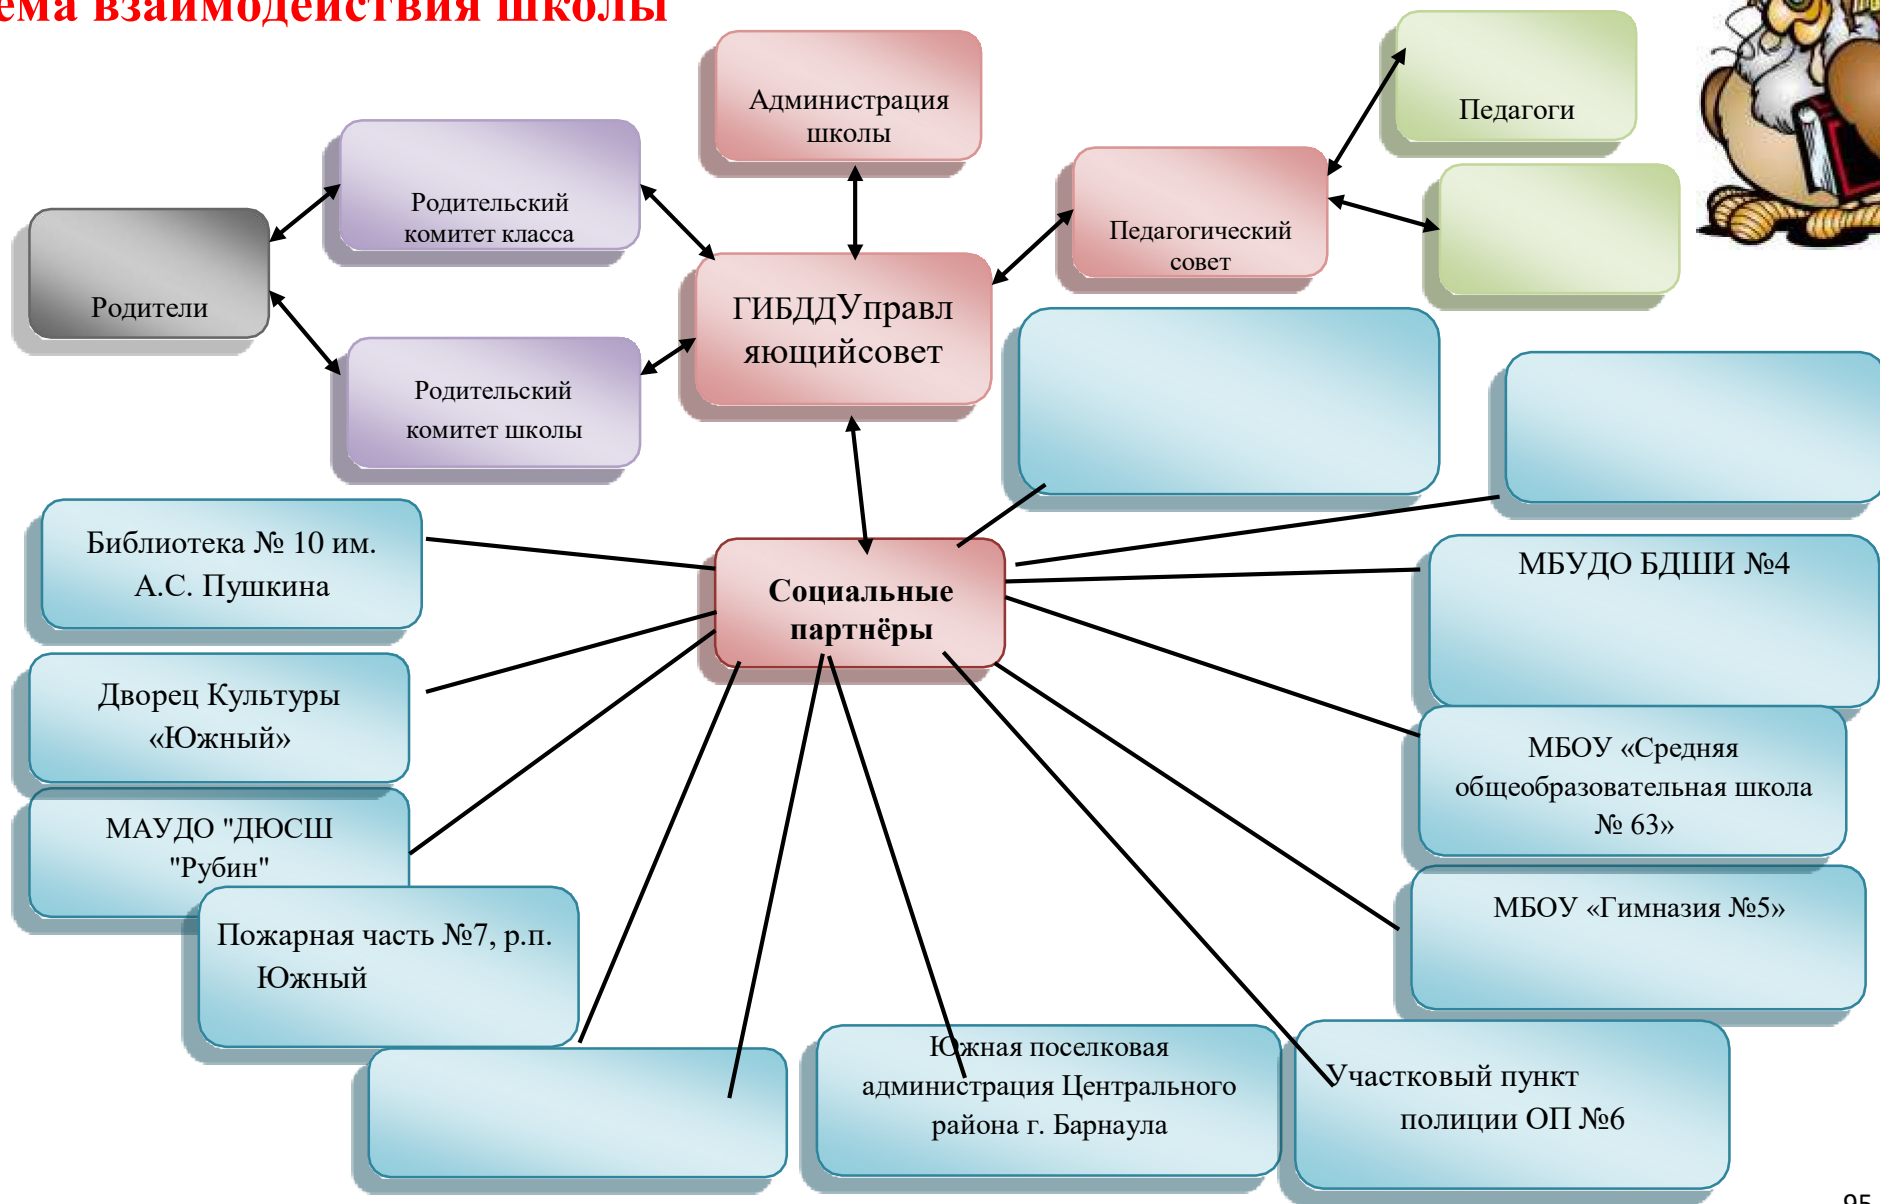 ема взаимодействия школы
Администрация
школы
Педагоги
Родительский
комитет класса
Педагогический
совет
Родители
ГИБДДУправл
яющийсовет
Родительский
комитет школы
Библиотека № 10 им.
А.С. Пушкина
Социальные
партнёры
МБУДО БДШИ №4
Дворец Культуры
«Южный»
МБОУ «Средняя
общеобразовательная школа
№ 63»
МАУДО "ДЮСШ
"Рубин"
МБОУ «Гимназия №5»
Пожарная часть №7, р.п.
Южный
Южная поселковая
администрация Центрального
района г. Барнаула
Участковый пункт
полиции ОП №6
95